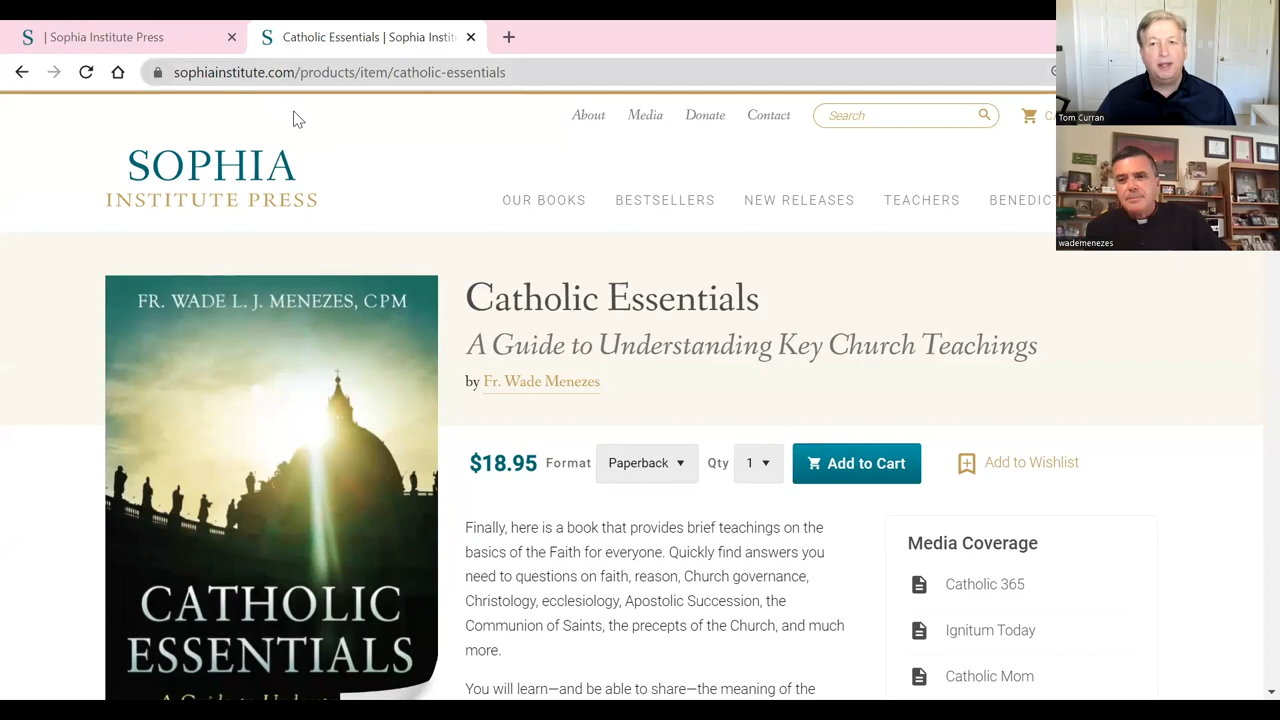 | Sophia Institute Press
Catholic Essentials | Sophia Instit
sophiainstitute.com/products/item/catholic-essentials
Tom Curran
wademenezes
About Media Donate Contact Search
SOPHIA
INSTITUTE PRESS
OUR BOOKS BESTSELLERS NEW RELEASES TEACHERS BENEDICT
FR. WADE L. J. MENEZES, CPM
CATHOLIC
ESSENTIALS
Catholic Essentials
A Guide to Understanding Key Church Teachings
by Fr. Wade Menezes
$18.95 Format Paperback Qty 1 Add to Cart Add to Wishlist
Finally, here is a book that provides brief teachings on the
basics of the Faith for everyone. Quickly find answers you
need to questions on faith, reason, Church governance,
Christology, ecclesiology, Apostolic Succession, the
Communion of Saints, the precepts of the Church, and much
more.
You will learn—and be able to share—the meaning of the
Media Coverage
Catholic 365
Ignitum Today
Catholic Mom